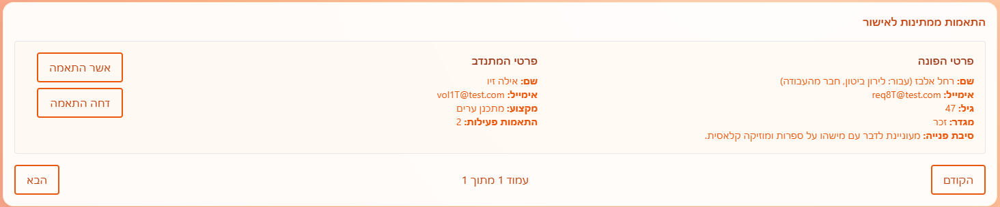 התאמות ממתינות לאישור
פרטי הפונה
שם: רחל אלבז (עבור: לירון ביטון, חבר מהעבודה)
אימייל: req8T@test.com
גיל: 47
מגדר: זכר
סיבת פנייה: מעוניינת לדבר עם מישהו על ספרות ומוזיקה קלאסית.
פרטי המתנדב
שם: אילה זיו
אימייל: vol1T@test.com
מקצוע: מתכנן ערים
התאמות פעילות: 2
אשר התאמה
דחה התאמה
הקודם
עמוד 1 מתוך 1
הבא